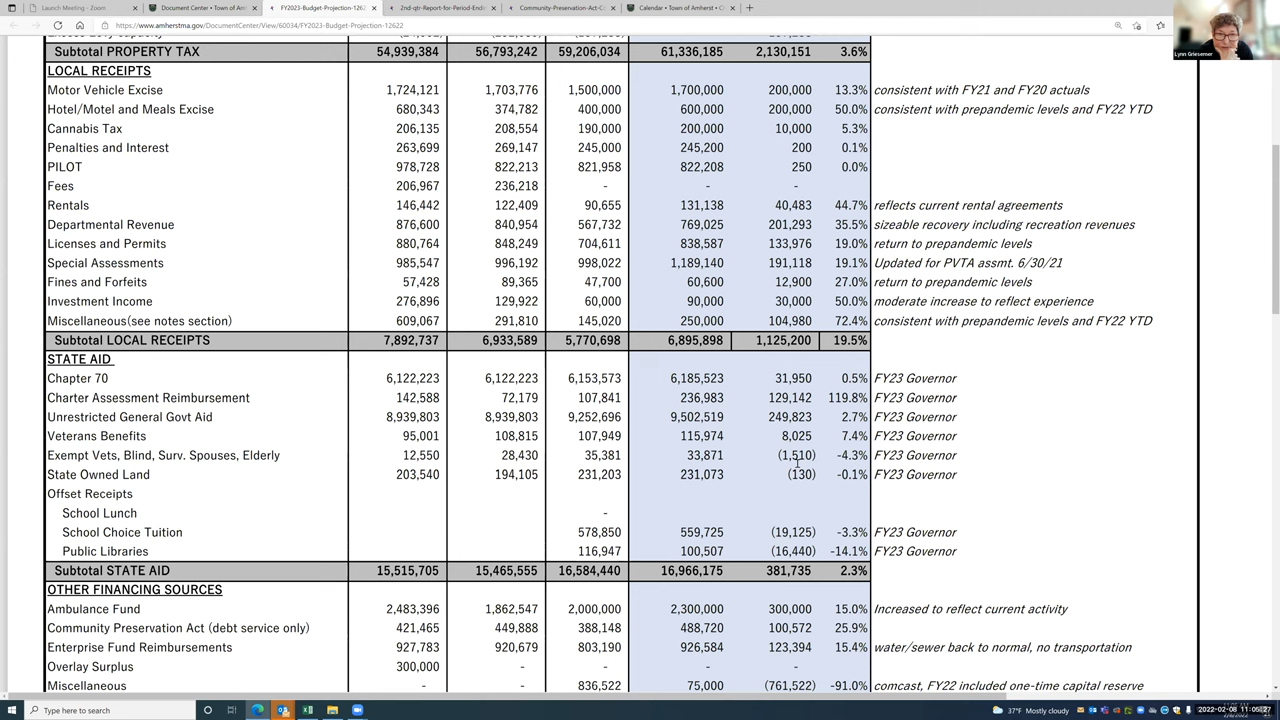 Launch Meeting - Zoom
Document Center • Town of Am
FY2023-Budget-Projection-12622
2nd-qtr-Report-for-Period-Ende
Community-Preservation-Act-C
Calendar • Town of Amherst • C
https://www.amherstma.gov/DocumentCenter/View/60034/FY2023-Budget-Projection-12622
Lynn Griesemer
Subtotal PROPERTY TAX 54,939,384 56,793,242 59,206,034 61,336,185 2,130,151 3.6%
LOCAL RECEIPTS
Motor Vehicle Excise 1,724,121 1,703,776 1,500,000 1,700,000 200,000 13.3% consistent with FY21 and FY20 actuals
Hotel/Motel and Meals Excise 680,343 374,782 400,000 600,000 200,000 50.0% consistent with prepandemic levels and FY22 YTD
Cannabis Tax 206,135 208,554 190,000 200,000 10,000 5.3%
Penalties and Interest 263,699 269,147 245,000 245,200 200 0.1%
PILOT 978,728 822,213 821,958 822,208 250 0.0%
Fees 206,967 236,218 - - -
Rentals 146,442 122,409 90,655 131,138 40,483 44.7% reflects current rental agreements
Departmental Revenue 876,600 840,954 567,732 769,025 201,293 35.5% sizeable recovery including recreation revenues
Licenses and Permits 880,764 848,249 704,611 838,587 133,976 19.0% return to prepandemic levels
Special Assessments 985,547 996,192 998,022 1,189,140 191,118 19.1% Updated for PVTA assmt. 6/30/21
Fines and Forfeits 57,428 89,365 47,700 60,600 12,900 27.0% return to prepandemic levels
Investment Income 276,896 129,922 60,000 90,000 30,000 50.0% moderate increase to reflect experience
Miscellaneous(see notes section) 609,067 291,810 145,020 250,000 104,980 72.4% consistent with prepandemic levels and FY22 YTD
Subtotal LOCAL RECEIPTS 7,892,737 6,933,589 5,770,698 6,895,898 1,125,200 19.5%
STATE AID
Chapter 70 6,122,223 6,122,223 6,153,573 6,185,523 31,950 0.5% FY23 Governor
Charter Assessment Reimbursement 142,588 72,179 107,841 236,983 129,142 119.8% FY23 Governor
Unrestricted General Govt Aid 8,939,803 8,939,803 9,252,696 9,502,519 249,823 2.7% FY23 Governor
Veterans Benefits 95,001 108,815 107,949 115,974 8,025 7.4% FY23 Governor
Exempt Vets, Blind, Surv. Spouses, Elderly 12,550 28,430 35,381 33,871 (1,510) -4.3% FY23 Governor
State Owned Land 203,540 194,105 231,203 231,073 (130) -0.1% FY23 Governor
Offset Receipts
School Lunch -
School Choice Tuition 578,850 559,725 (19,125) -3.3% FY23 Governor
Public Libraries 116,947 100,507 (16,440) -14.1% FY23 Governor
Subtotal STATE AID 15,515,705 15,465,555 16,584,440 16,966,175 381,735 2.3%
OTHER FINANCING SOURCES
Ambulance Fund 2,483,396 1,862,547 2,000,000 2,300,000 300,000 15.0% Increased to reflect current activity
Community Preservation Act (debt service only) 421,465 449,888 388,148 488,720 100,572 25.9%
Enterprise Fund Reimbursements 927,783 920,679 803,190 926,584 123,394 15.4% water/sewer back to normal, no transportation
Overlay Surplus 300,000 - - - -
Miscellaneous - - 836,522 75,000 (761,522) -91.0% comcast, FY22 included one-time capital reserve
Type here to search
37°F Mostly cloudy
2022-02-08 11:05:27